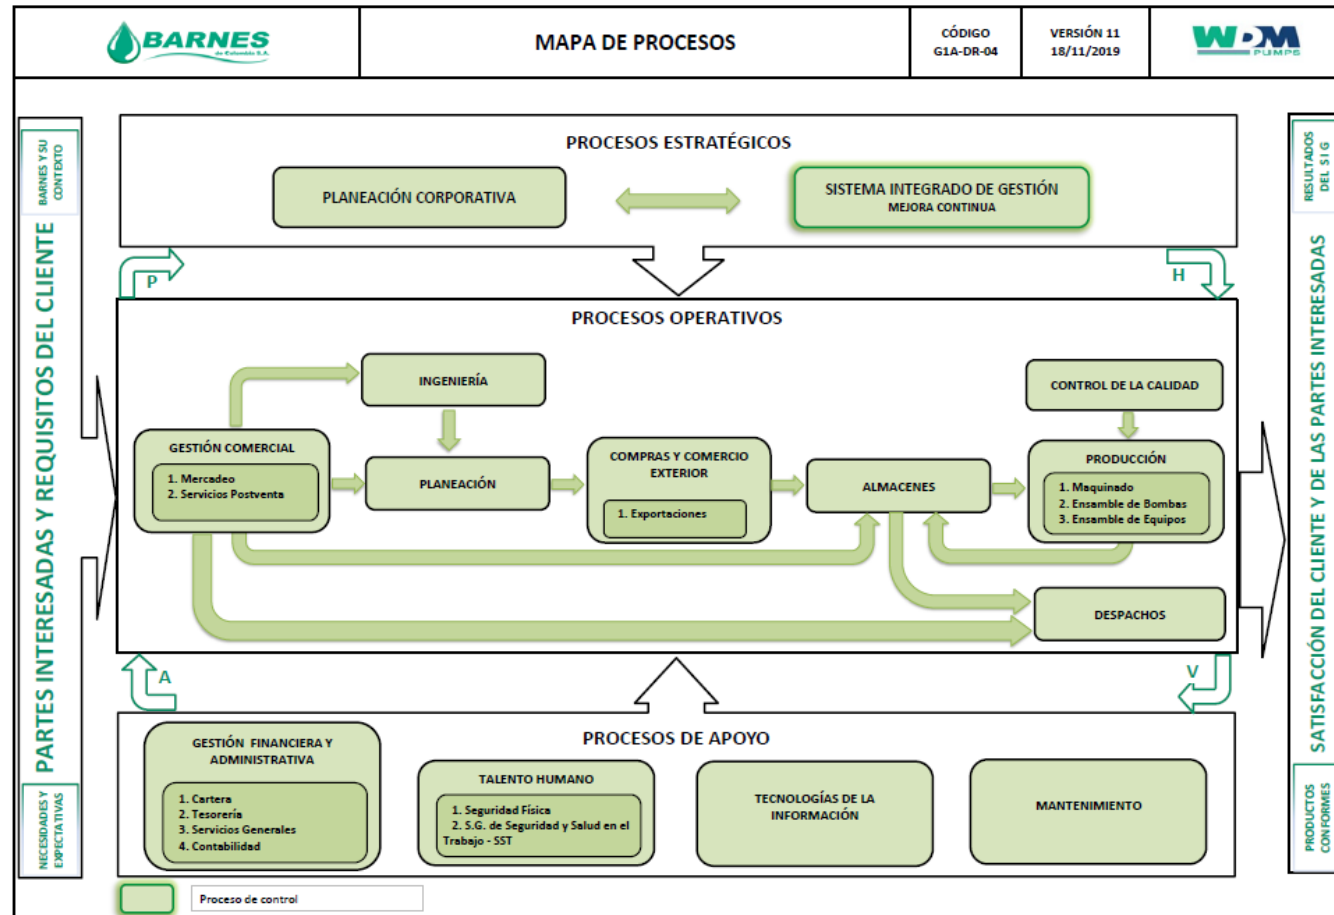 BARNES
de Colombia S.A.
MAPA DE PROCESOS
CÓDIGO
G1A-DR-04
VERSIÓN 11
18/11/2019
WDM
PUMPS
BARNES Y SU
CONTEXTO
PARTES INTERESADAS Y REQUISITOS DEL CLIENTE
NECESIDADES Y
EXPECTATIVAS
PROCESOS ESTRATÉGICOS
PLANEACIÓN CORPORATIVA
SISTEMA INTEGRADO DE GESTIÓN
MEJORA CONTINUA
P
H
PROCESOS OPERATIVOS
INGENIERÍA
CONTROL DE LA CALIDAD
GESTIÓN COMERCIAL
1. Mercadeo
2. Servicios Postventa
PLANEACIÓN
COMPRAS Y COMERCIO
EXTERIOR
1. Exportaciones
ALMACENES
PRODUCCIÓN
1. Maquinado
2. Ensamble de Bombas
3. Ensamble de Equipos
DESPACHOS
A
V
PROCESOS DE APOYO
GESTIÓN FINANCIERA Y
ADMINISTRATIVA
1. Cartera
2. Tesorería
3. Servicios Generales
4. Contabilidad
TALENTO HUMANO
1. Seguridad Física
2. S.G. de Seguridad y Salud en el
Trabajo - SST
TECNOLOGÍAS DE LA
INFORMACIÓN
MANTENIMIENTO
RESULTADOS
DEL S I G
SATISFACCIÓN DEL CLIENTE Y DE LAS PARTES INTERESADAS
PRODUCTOS
CONFORMES
Proceso de control